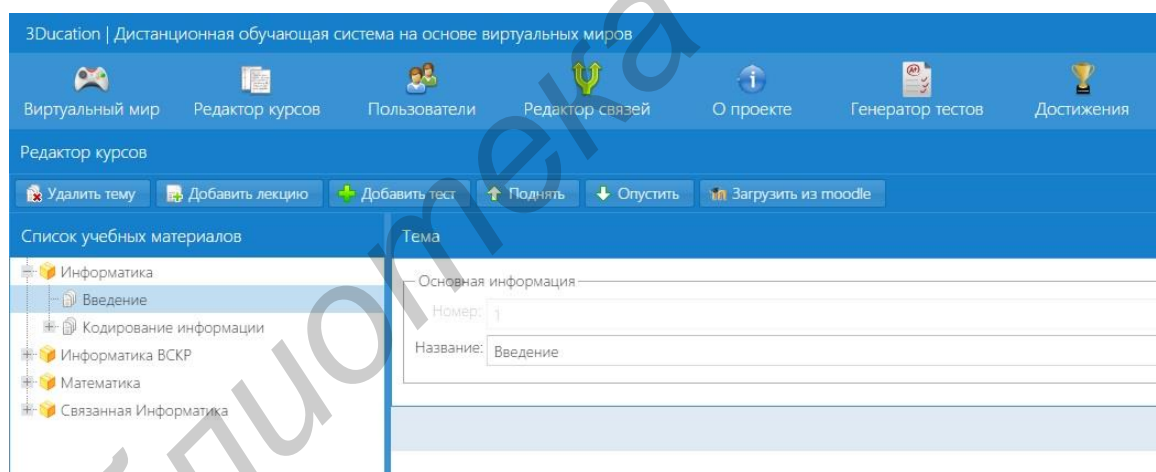 3Ducation | Дистанционная обучающая система на основе виртуальных миров
Виртуальный мир Редактор курсов Пользователи Редактор связей О проекте Генератор тестов Достижения
Редактор курсов
Удалить тему Добавить лекцию Добавить тест Поднять Опустить Загрузить из moodle
Список учебных материалов Тема
Информатика
Основная информация
Введение
Номер: 1
Кодирование информации
Название: Введение
Информатика ВСКР
Математика
Связанная Информатика